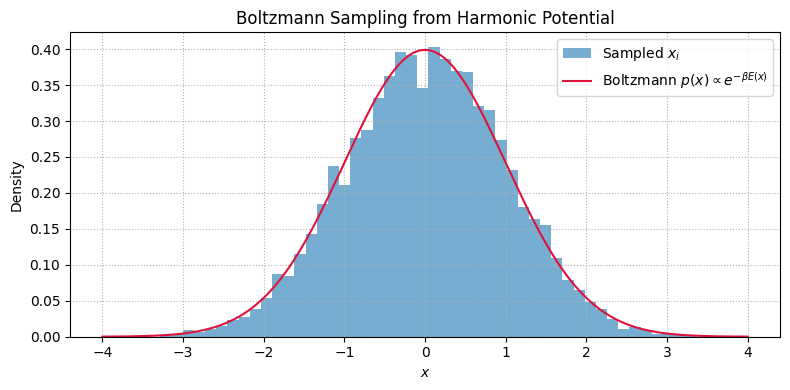 Boltzmann Sampling from Harmonic Potential
Sampled xᵢ
Boltzmann p(x) ∝ e^{−βE(x)}
Density
0.40
0.35
0.30
0.25
0.20
0.15
0.10
0.05
0.00
−4 −3 −2 −1 0 1 2 3 4
x